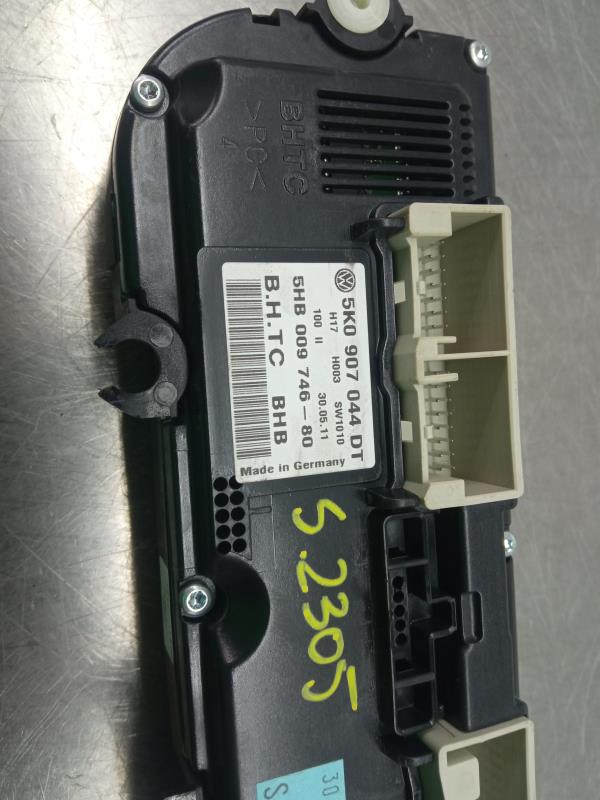 BHTC
>PC<
4
5K0 907 044 DT
H17 H003 SW1010
100 II 30.05.11
5HB 009 746-80
B.H.TC BHB
Made in Germany
S.2305
30
S